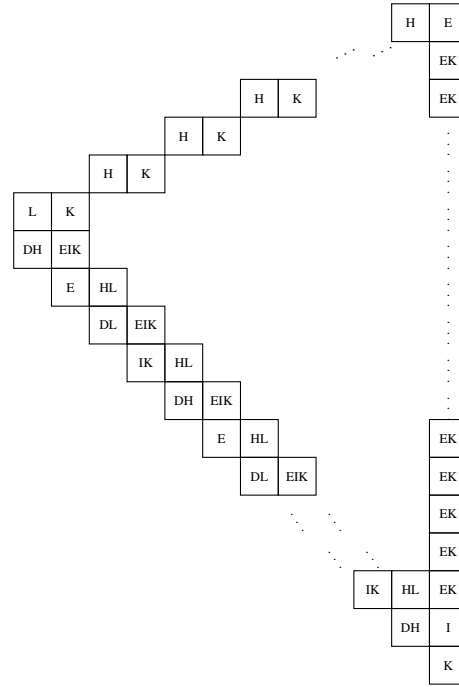 H E
EK
H K EK
H K
H K
L K
DH EIK
E HL
DL EIK
IK HL
DH EIK
E HL EK
DL EIK EK
EK
EK
IK HL EK
DH I
K